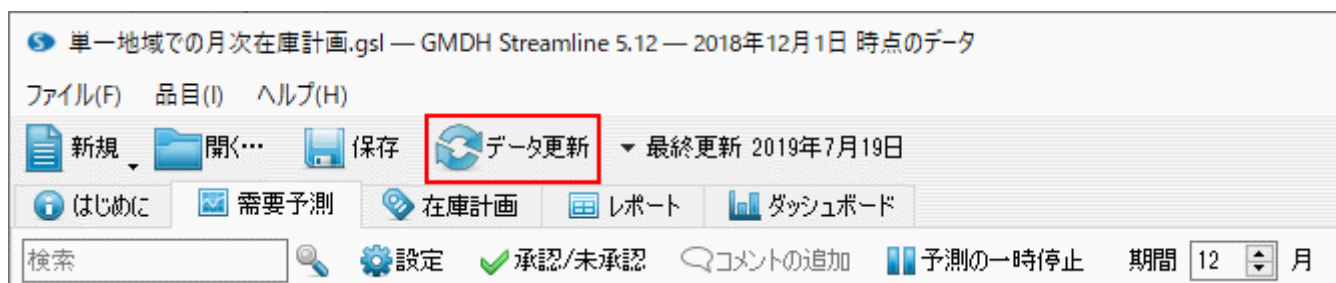 単一地域での月次在庫計画.gsl — GMDH Streamline 5.12 — 2018年12月1日 時点のデータ
ファイル(F) 品目(I) ヘルプ(H)
新規 開く… 保存 データ更新 最終更新 2019年7月19日
はじめに 需要予測 在庫計画 レポート ダッシュボード
検索 設定 承認/未承認 コメントの追加 予測の一時停止 期間 12 月